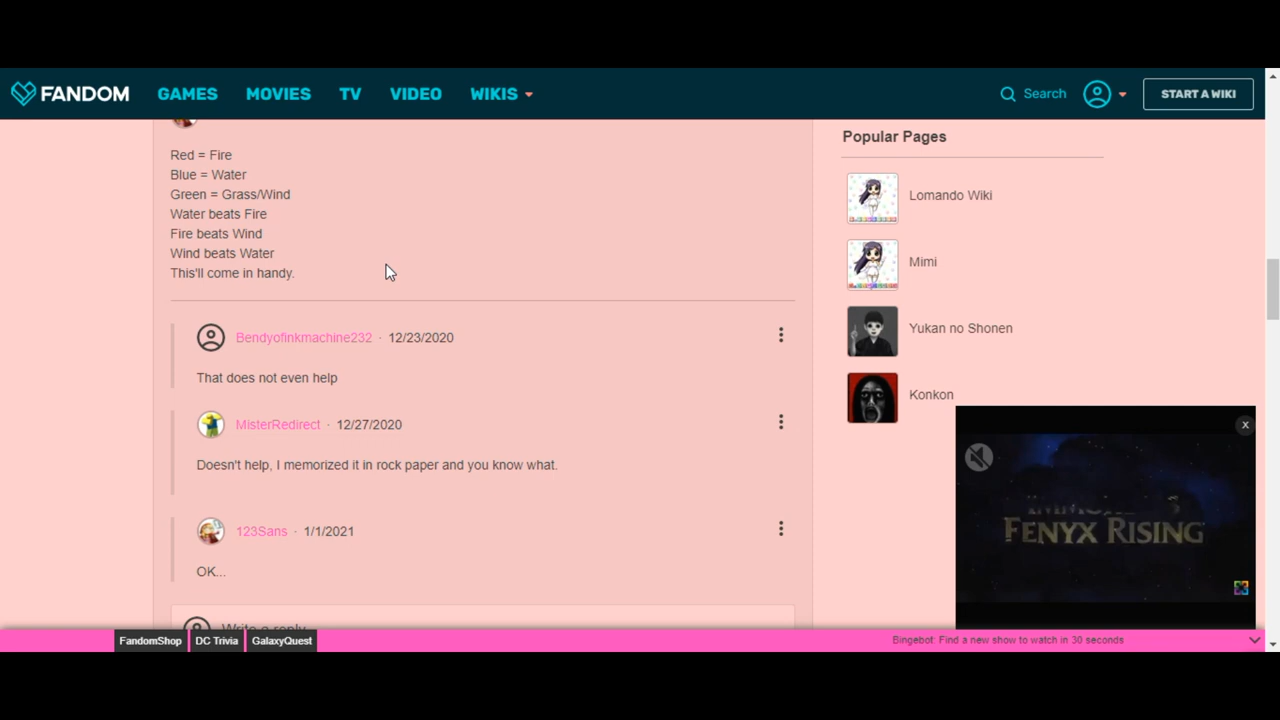 FANDOM
GAMES
MOVIES
TV
VIDEO
WIKIS
Search
START A WIKI
Red = Fire
Blue = Water
Green = Grass/Wind
Water beats Fire
Fire beats Wind
Wind beats Water
This'll come in handy.
Bendyofinkmachine232 · 12/23/2020
That does not even help
MisterRedirect · 12/27/2020
Doesn't help, I memorized it in rock paper and you know what.
123Sans · 1/1/2021
OK...
Write a reply
Popular Pages
Lomando Wiki
Mimi
Yukan no Shonen
Konkon
X
FENYX RISING
FandomShop
DC Trivia
GalaxyQuest
Bingebot: Find a new show to watch in 30 seconds